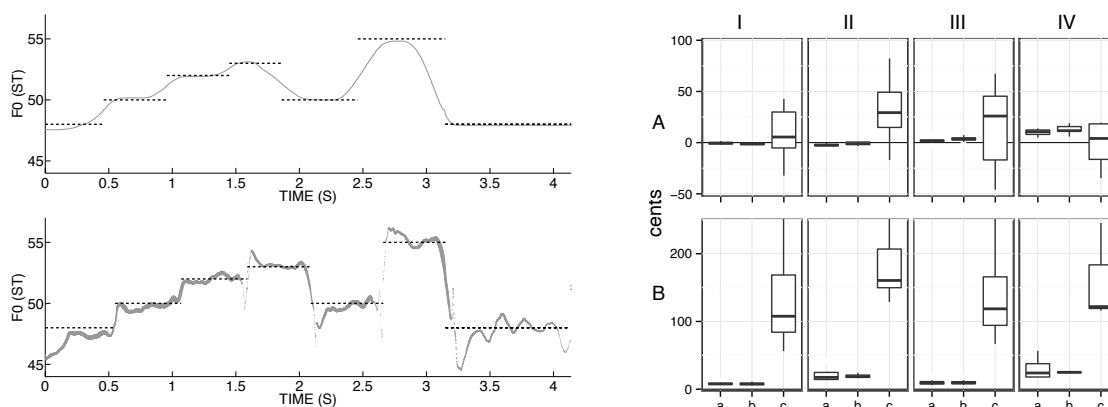 F0 (ST)
55
50
45
0 0.5 1 1.5 2 2.5 3 3.5 4
TIME (S)
F0 (ST)
55
50
45
0 0.5 1 1.5 2 2.5 3 3.5 4
TIME (S)
I II III IV
cents
A
100
50
0
−50
B
200
100
0
a b c a b c a b c a b c